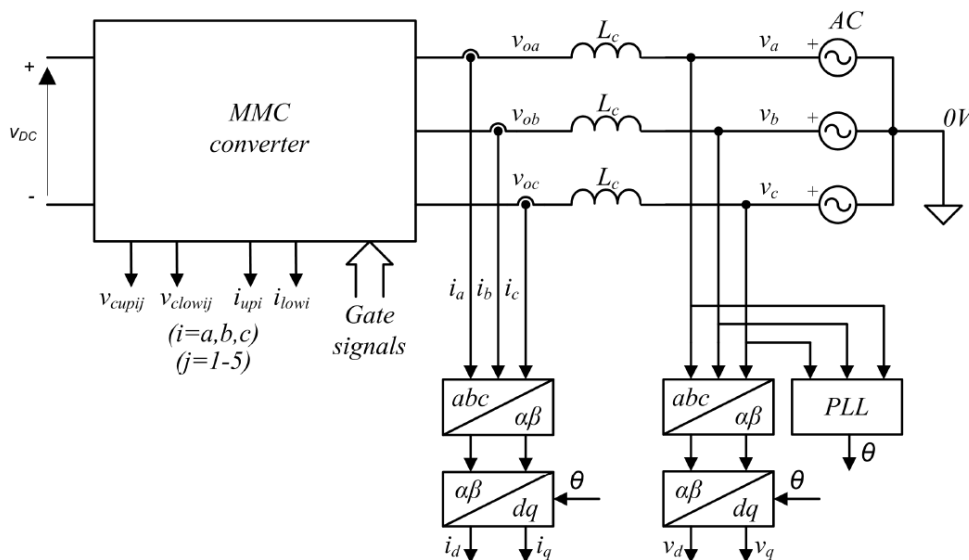 AC
v_oa L_c v_a +
+
MMC
converter
v_DC
v_ob L_c v_b +
0V
-
v_oc L_c v_c +
v_cupij v_clowij i_upi i_lowi
(i=a,b,c)
(j=1-5)
Gate
signals
i_a i_b i_c
abc
αβ
abc
αβ
PLL
αβ
dq
θ
αβ
dq
θ
θ
i_d i_q
v_d v_q